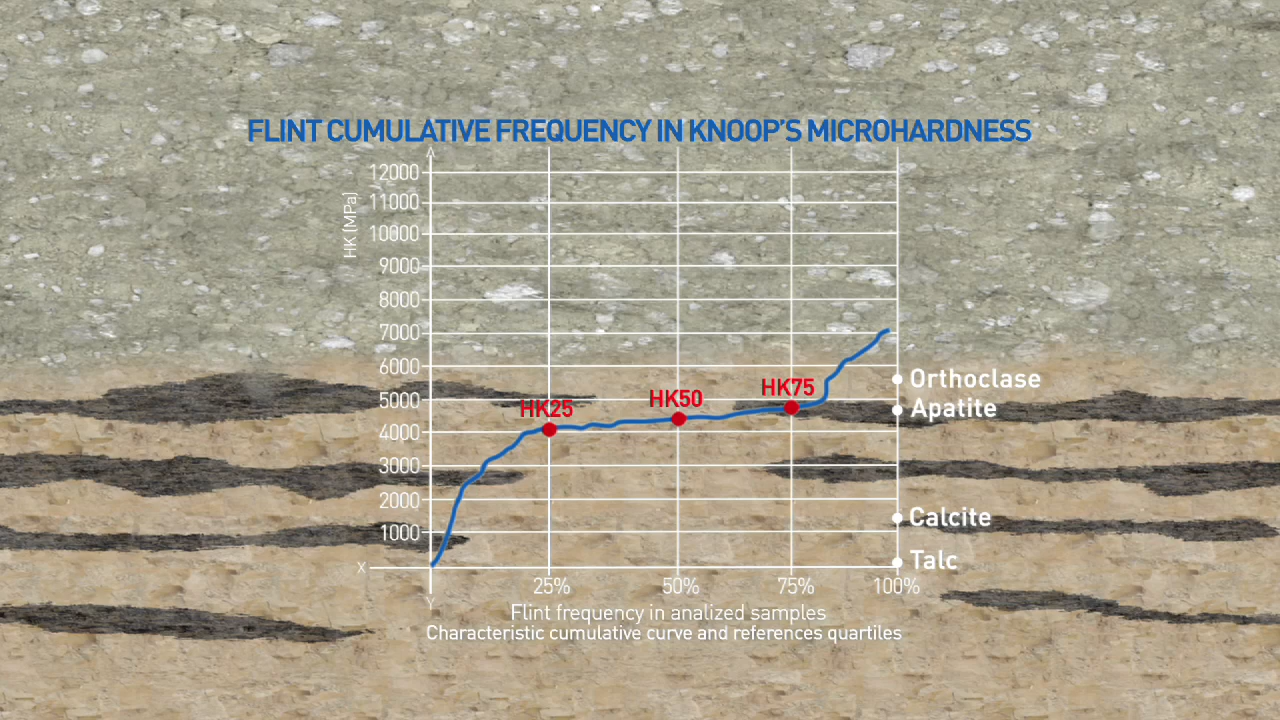 FLINT CUMULATIVE FREQUENCY IN KNOOP'S MICROHARDNESS
HK (MPa)
12000
11000
10000
9000
8000
7000
6000
5000
4000
3000
2000
1000
X
Y
HK25
HK50
HK75
Orthoclase
Apatite
Calcite
Talc
25% 50% 75% 100%
Flint frequency in analized samples
Characteristic cumulative curve and references quartiles